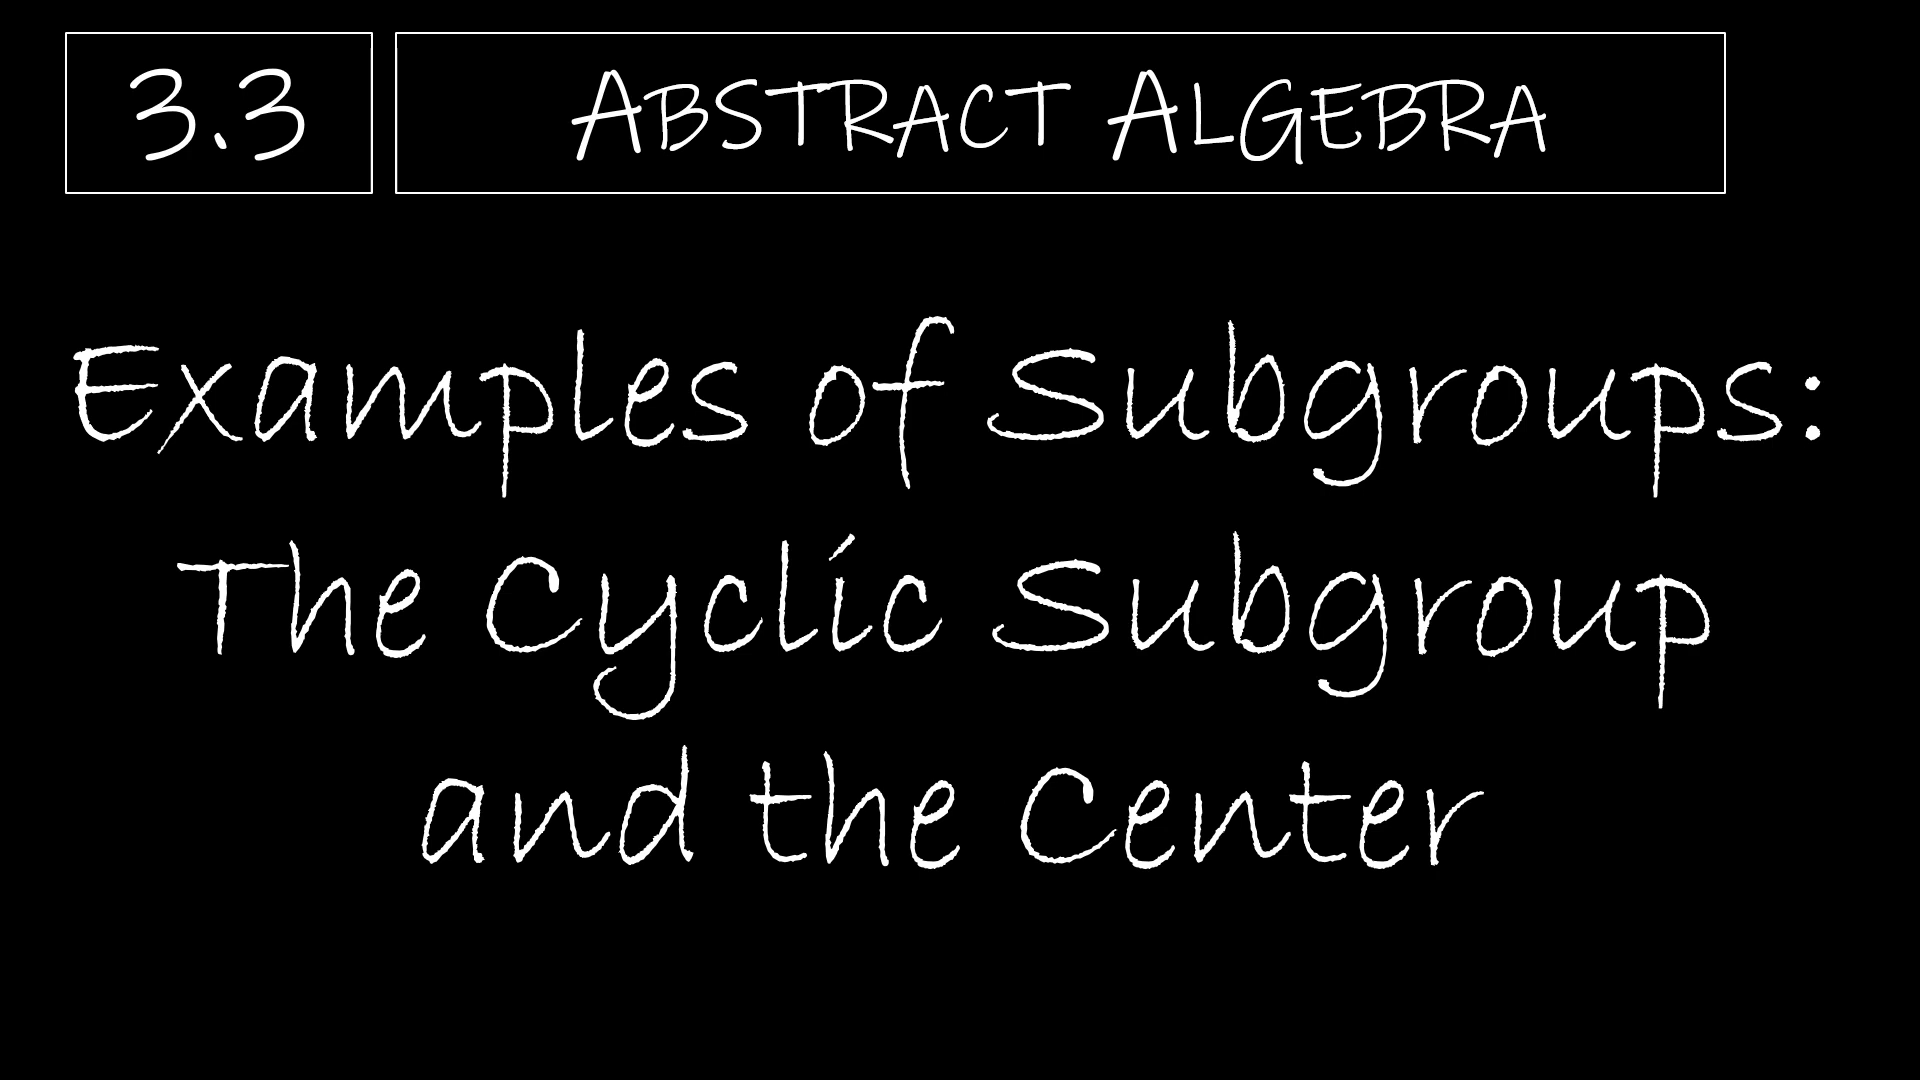 3.3
ABSTRACT ALGEBRA
Examples of Subgroups:
The Cyclic Subgroup
and the Center